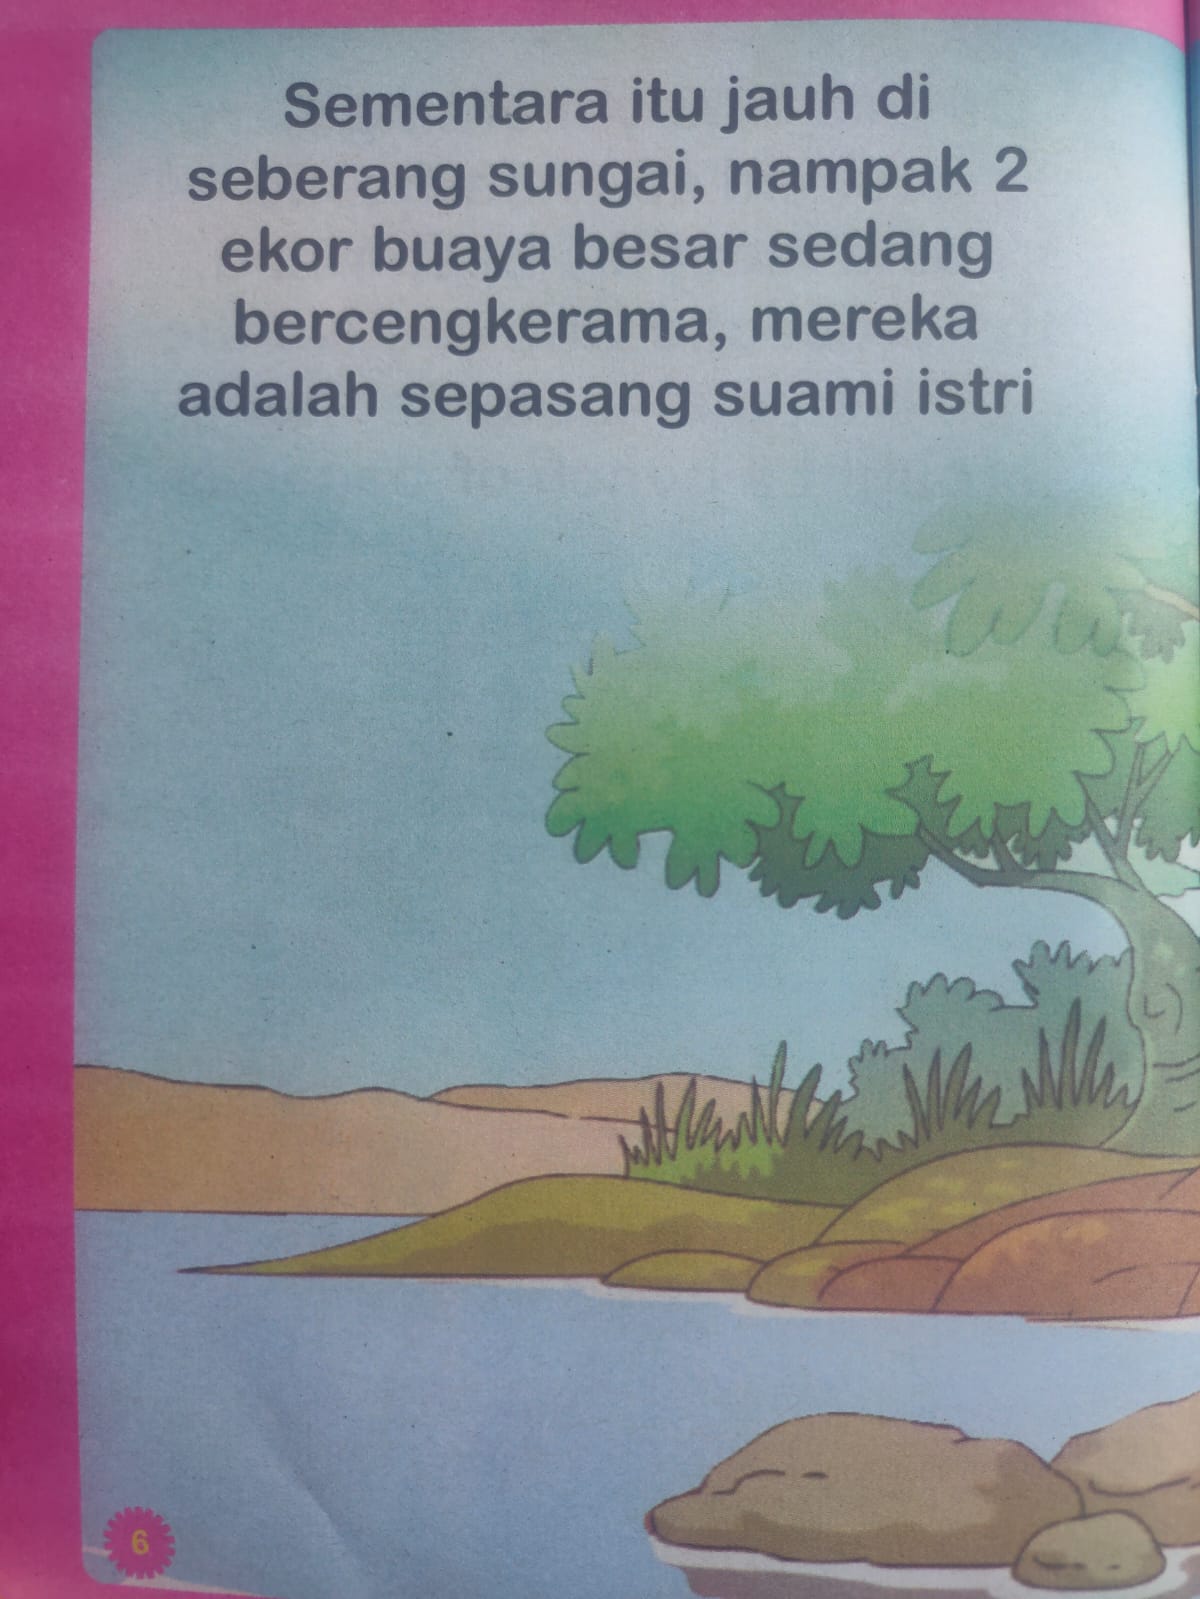 Sementara itu jauh di
seberang sungai, nampak 2
ekor buaya besar sedang
bercengkerama, mereka
adalah sepasang suami istri
6